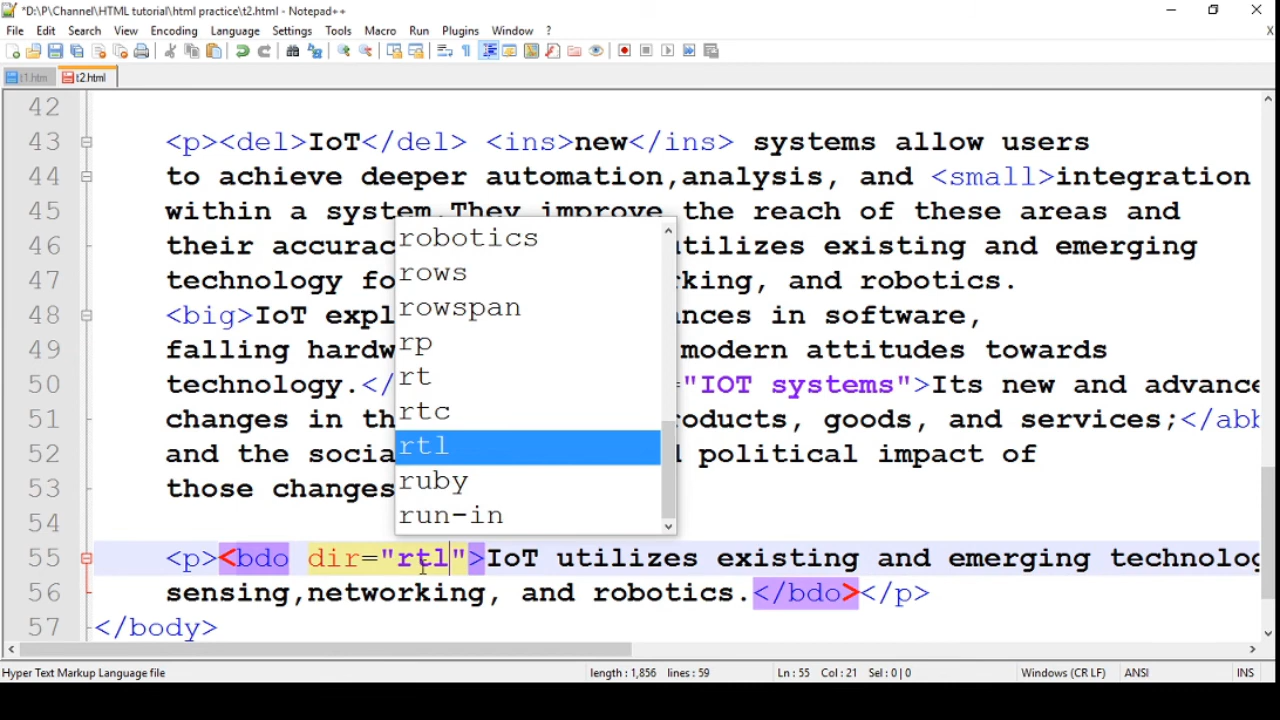 *D:\P\Channel\HTML tutorial\html practice\t2.html - Notepad++
File Edit Search View Encoding Language Settings Tools Macro Run Plugins Window ? X
t1.htm t2.html
42
43 <p><del>IoT</del> <ins>new</ins> systems allow users
44 to achieve deeper automation,analysis, and <small>integration
45 within a system.They improve the reach of these areas and
46 their accurac utilizes existing and emerging
47 technology fo king, and robotics.
48 <big>IoT expl ances in software,
49 falling hardw modern attitudes towards
50 technology.</ ="IOT systems">Its new and advance
51 changes in th roducts, goods, and services;</abb
52 and the socia d political impact of
53 those changes
54
55 <p><bdo dir="rtl">IoT utilizes existing and emerging technolog
56 sensing,networking, and robotics.</bdo></p>
57 </body>
robotics
rows
rowspan
rp
rt
rtc
rtl
ruby
run-in
Hyper Text Markup Language file length : 1,856 lines : 59 Ln : 55 Col : 21 Sel : 0 | 0 Windows (CR LF) ANSI INS